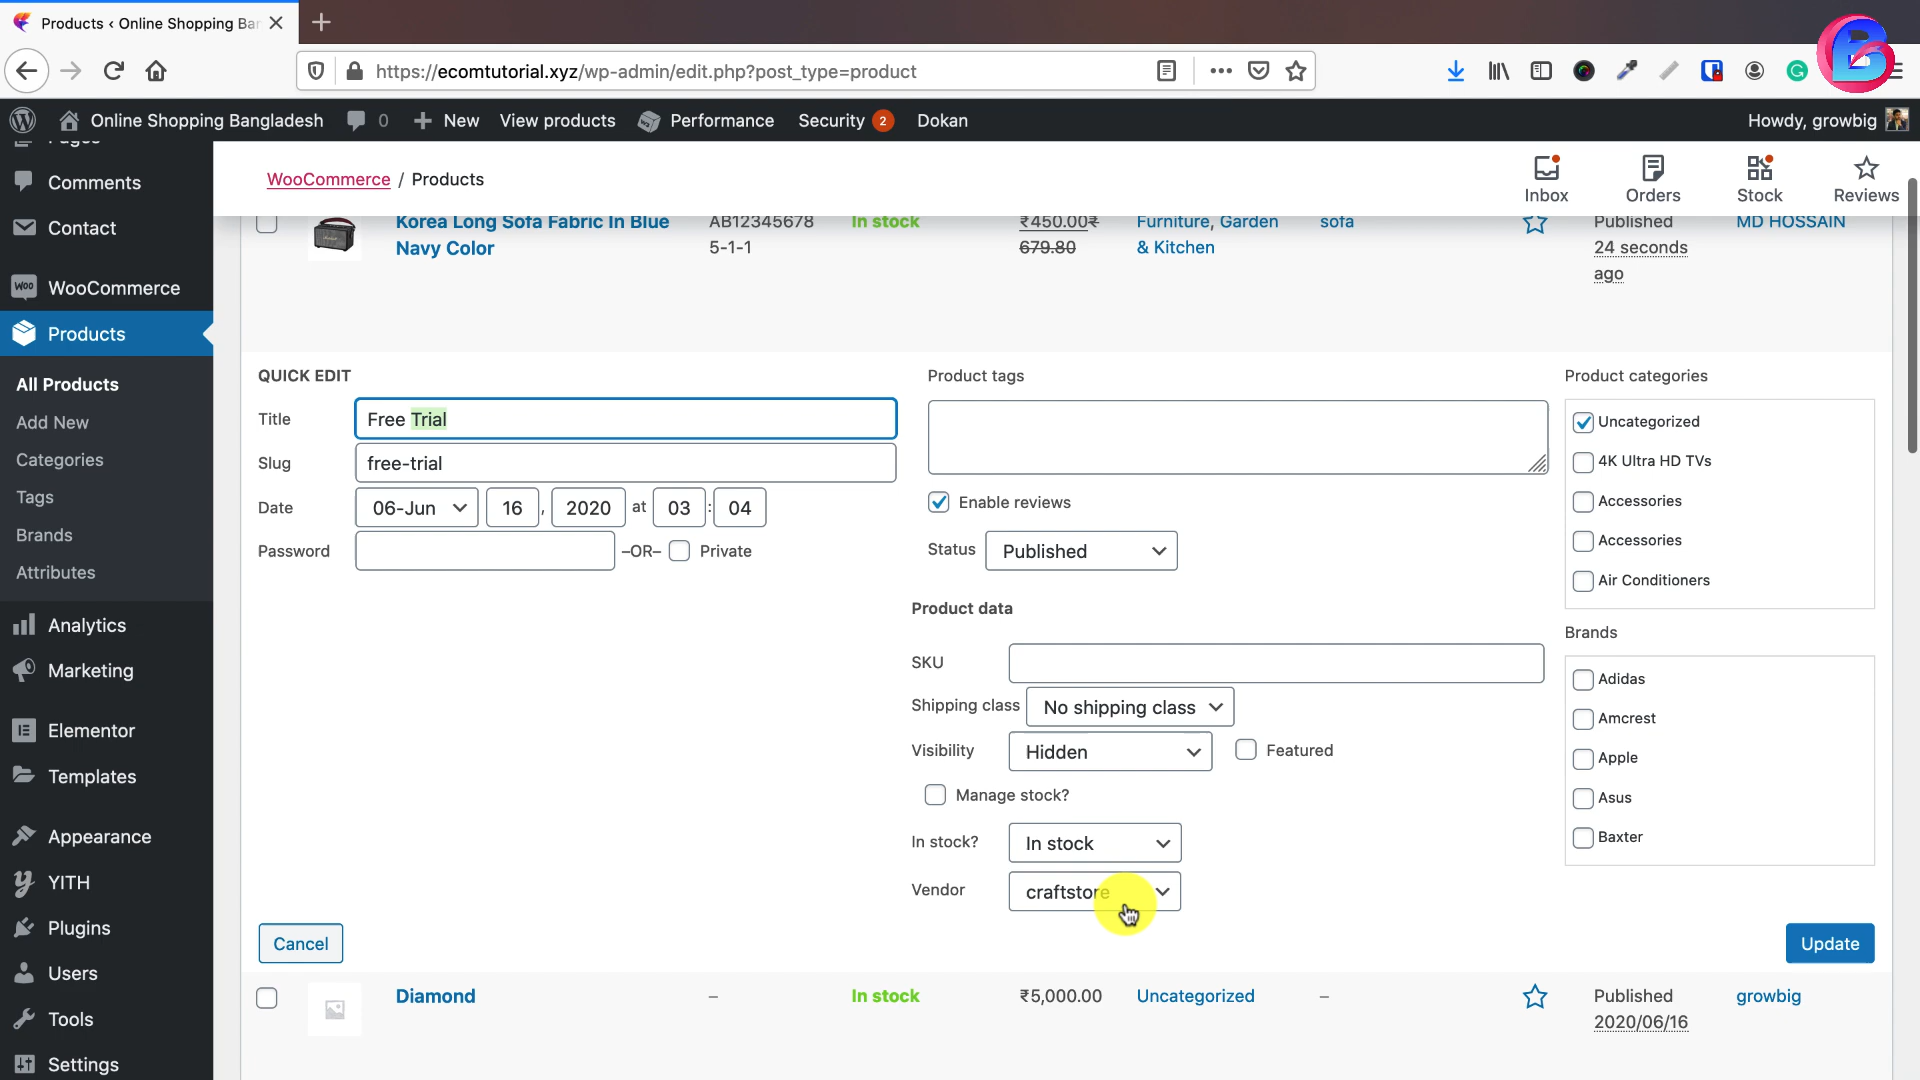 Products ‹ Online Shopping Ban
https://ecomtutorial.xyz/wp-admin/edit.php?post_type=product
Online Shopping Bangladesh 0 New View products Performance Security 2 Dokan Howdy, growbig
Pages
Comments
Contact
WooCommerce
Products
All Products
Add New
Categories
Tags
Brands
Attributes
Analytics
Marketing
Elementor
Templates
Appearance
YITH
Plugins
Users
Tools
Settings
WooCommerce / Products
Inbox Orders Stock Reviews
Korea Long Sofa Fabric In Blue Navy Color
AB12345678
5-1-1
In stock
₹450.00₹
679.80
Furniture, Garden
& Kitchen
sofa
Published
24 seconds
ago
MD HOSSAIN
QUICK EDIT
Title Free Trial
Slug free-trial
Date 06-Jun 16 , 2020 at 03 : 04
Password –OR– Private
Product tags
Enable reviews
Status Published
Product data
SKU
Shipping class No shipping class
Visibility Hidden Featured
Manage stock?
In stock? In stock
Vendor craftstore
Product categories
Uncategorized
4K Ultra HD TVs
Accessories
Accessories
Air Conditioners
Brands
Adidas
Amcrest
Apple
Asus
Baxter
Cancel Update
Diamond – In stock ₹5,000.00 Uncategorized – Published growbig
2020/06/16